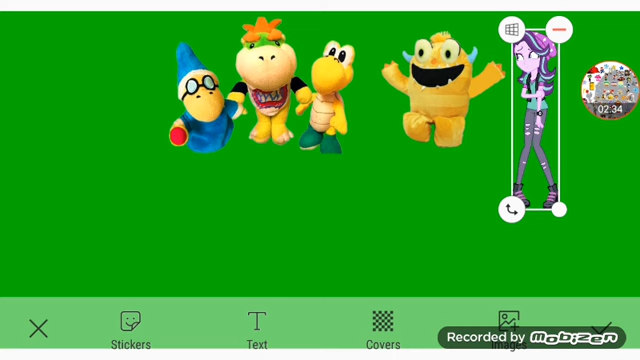 02:34
Stickers
Text
Covers
Images
Recorded by mobizen